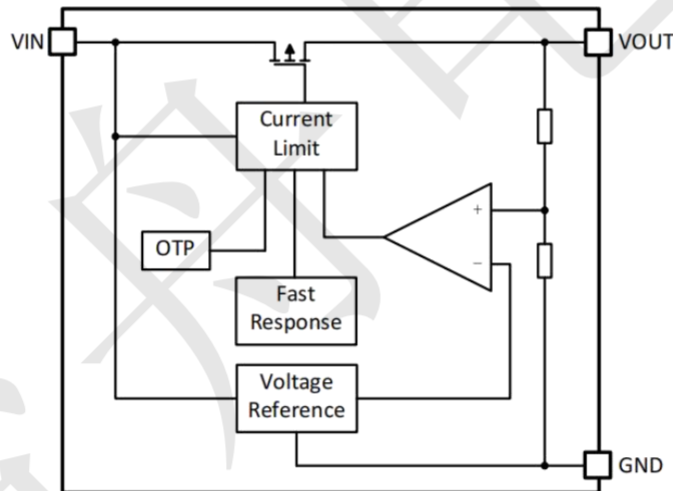 VIN
VOUT
Current
Limit
+
OTP
−
Fast
Response
Voltage
Reference
GND